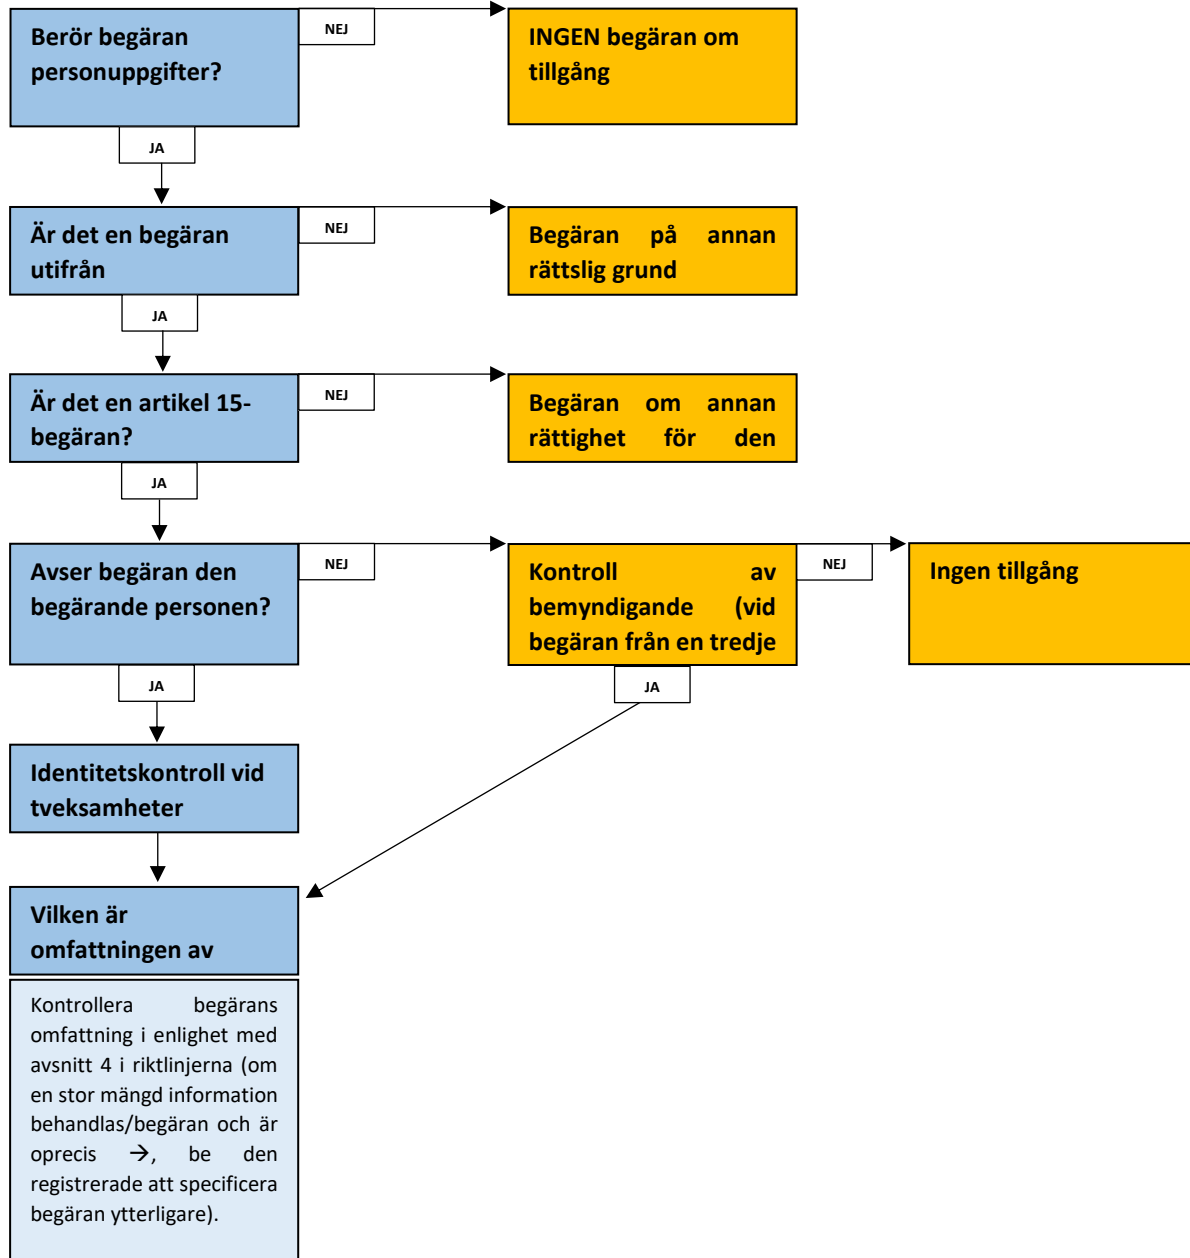 Berör begäran
personuppgifter?
NEJ
INGEN begäran om
tillgång
JA
Är det en begäran
utifrån
NEJ
Begäran på annan
rättslig grund
JA
Är det en artikel 15-
begäran?
NEJ
Begäran om annan
rättighet för den
JA
Avser begäran den
begärande personen?
NEJ
Kontroll av
bemyndigande (vid
begäran från en tredje
NEJ
Ingen tillgång
JA
JA
Identitetskontroll vid
tveksamheter
Vilken är
omfattningen av
Kontrollera begärans
omfattning i enlighet med
avsnitt 4 i riktlinjerna (om
en stor mängd information
behandlas/begäran och är
oprecis →, be den
registrerade att specificera
begäran ytterligare).